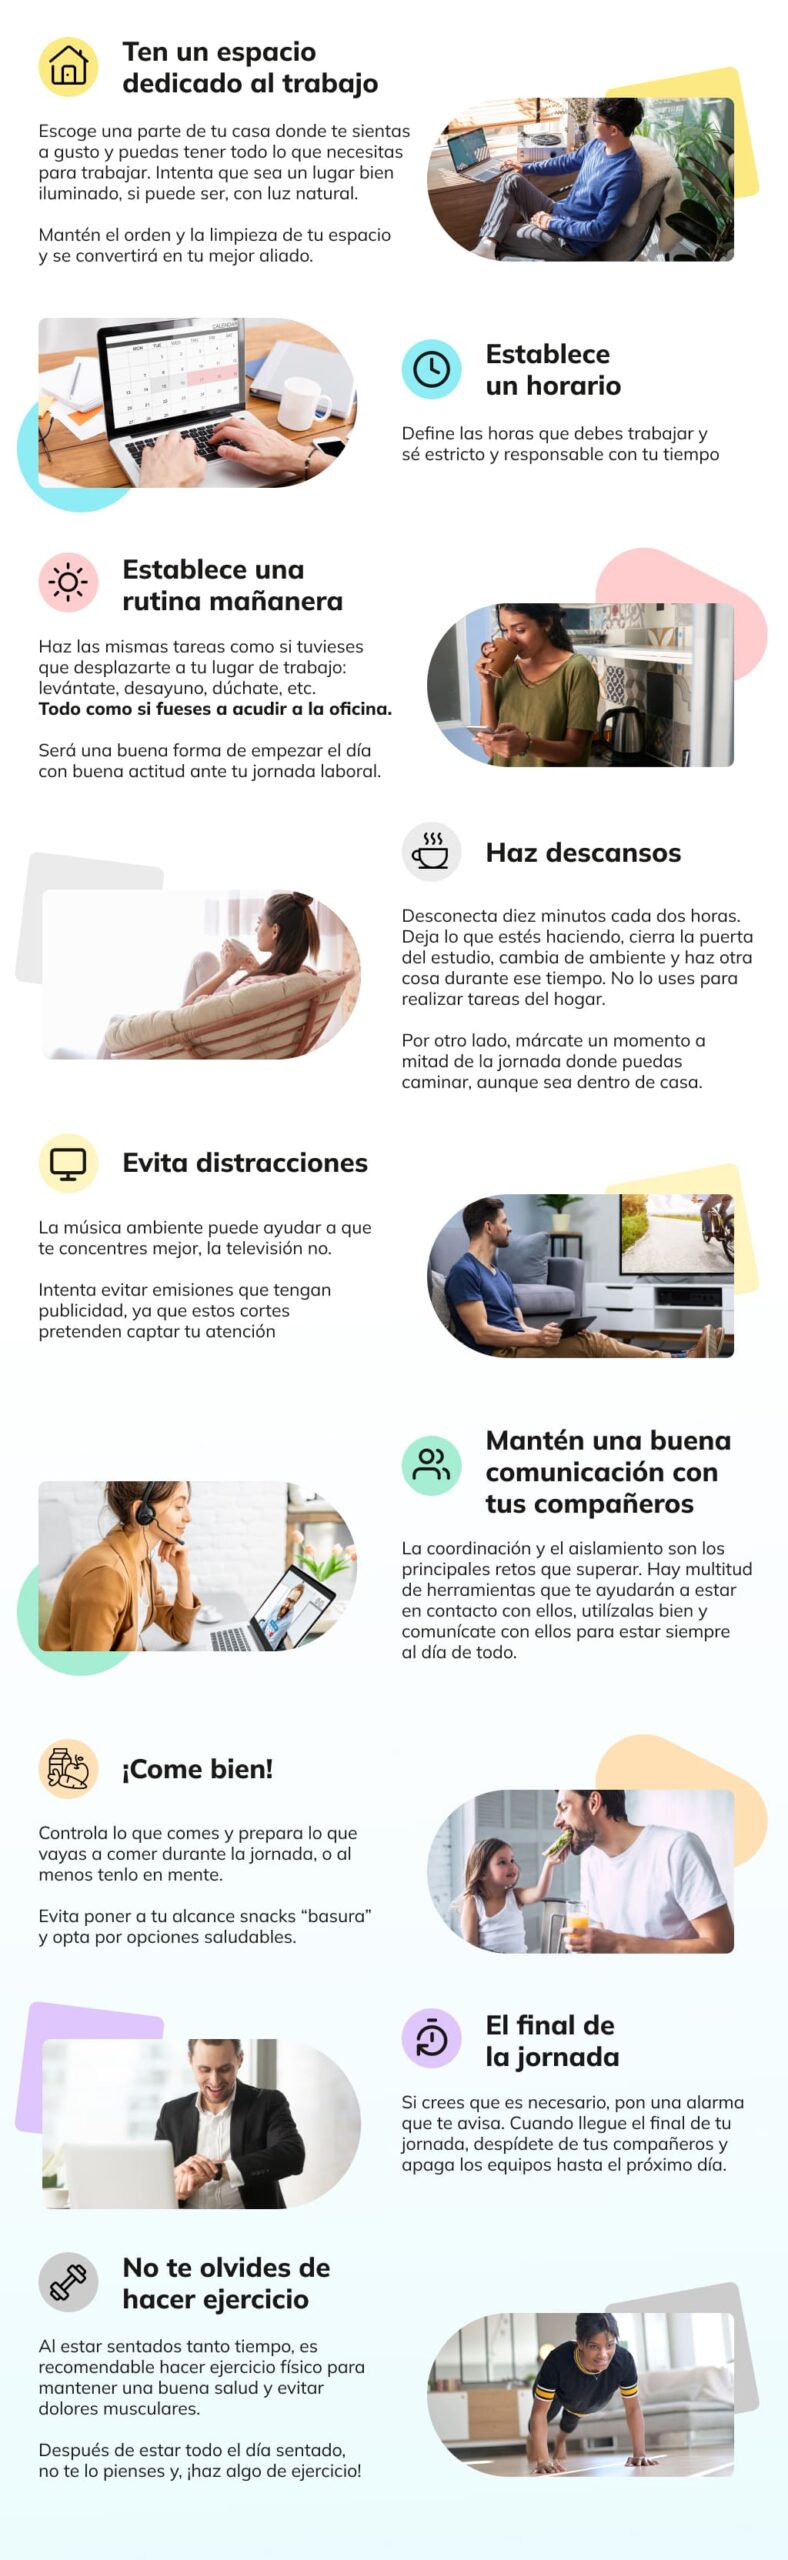 Ten un espacio
dedicado al trabajo
Escoge una parte de tu casa donde te sientas
a gusto y puedas tener todo lo que necesitas
para trabajar. Intenta que sea un lugar bien
iluminado, si puede ser, con luz natural.
Mantén el orden y la limpieza de tu espacio
y se convertirá en tu mejor aliado.
CALENDAR
MON TUE WED THU FRI SAT
Establece
un horario
Define las horas que debes trabajar y
sé estricto y responsable con tu tiempo
Establece una
rutina mañanera
Haz las mismas tareas como si tuvieses
que desplazarte a tu lugar de trabajo:
levántate, desayuno, dúchate, etc.
Todo como si fueses a acudir a la oficina.
Será una buena forma de empezar el día
con buena actitud ante tu jornada laboral.
Haz descansos
Desconecta diez minutos cada dos horas.
Deja lo que estés haciendo, cierra la puerta
del estudio, cambia de ambiente y haz otra
cosa durante ese tiempo. No lo uses para
realizar tareas del hogar.
Por otro lado, márcate un momento a
mitad de la jornada donde puedas
caminar, aunque sea dentro de casa.
Evita distracciones
La música ambiente puede ayudar a que
te concentres mejor, la televisión no.
Intenta evitar emisiones que tengan
publicidad, ya que estos cortes
pretenden captar tu atención
Mantén una buena
comunicación con
tus compañeros
La coordinación y el aislamiento son los
principales retos que superar. Hay multitud
de herramientas que te ayudarán a estar
en contacto con ellos, utilízalas bien y
comunícate con ellos para estar siempre
al día de todo.
¡Come bien!
Controla lo que comes y prepara lo que
vayas a comer durante la jornada, o al
menos tenlo en mente.
Evita poner a tu alcance snacks “basura”
y opta por opciones saludables.
El final de
la jornada
Si crees que es necesario, pon una alarma
que te avisa. Cuando llegue el final de tu
jornada, despídete de tus compañeros y
apaga los equipos hasta el próximo día.
No te olvides de
hacer ejercicio
Al estar sentados tanto tiempo, es
recomendable hacer ejercicio físico para
mantener una buena salud y evitar
dolores musculares.
Después de estar todo el día sentado,
no te lo pienses y, ¡haz algo de ejercicio!